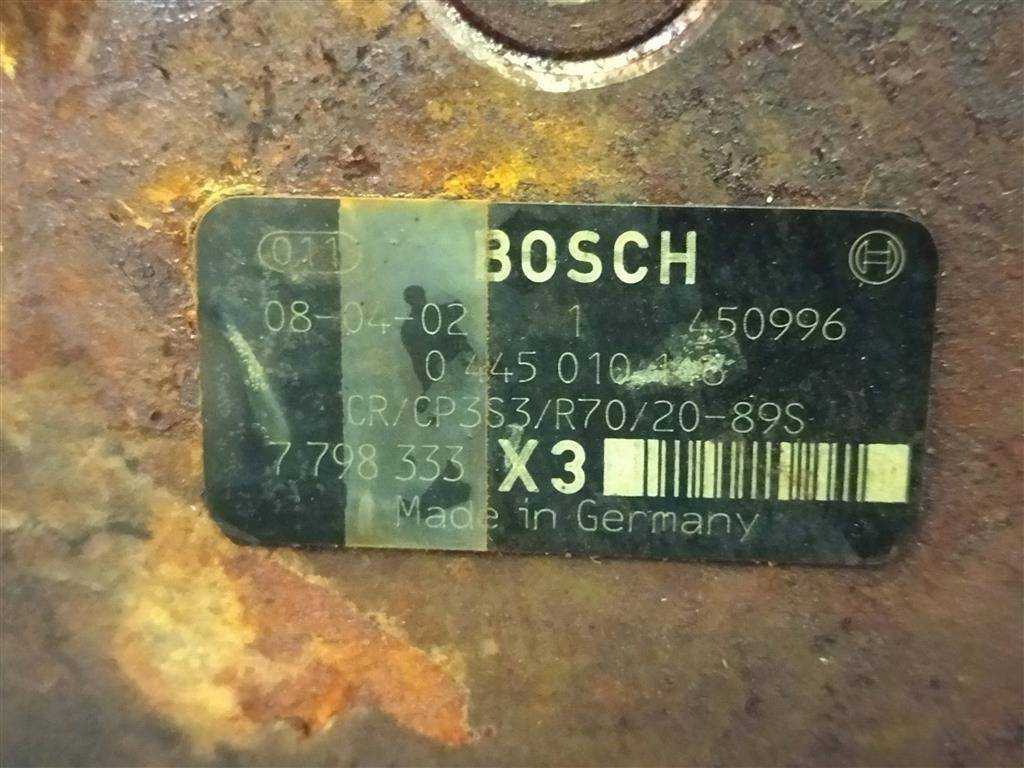 011 BOSCH
08-04-02 1 450996
0 445 010
CR/CP3S3/R70/20-89S
7 798 333 X3
Made in Germany